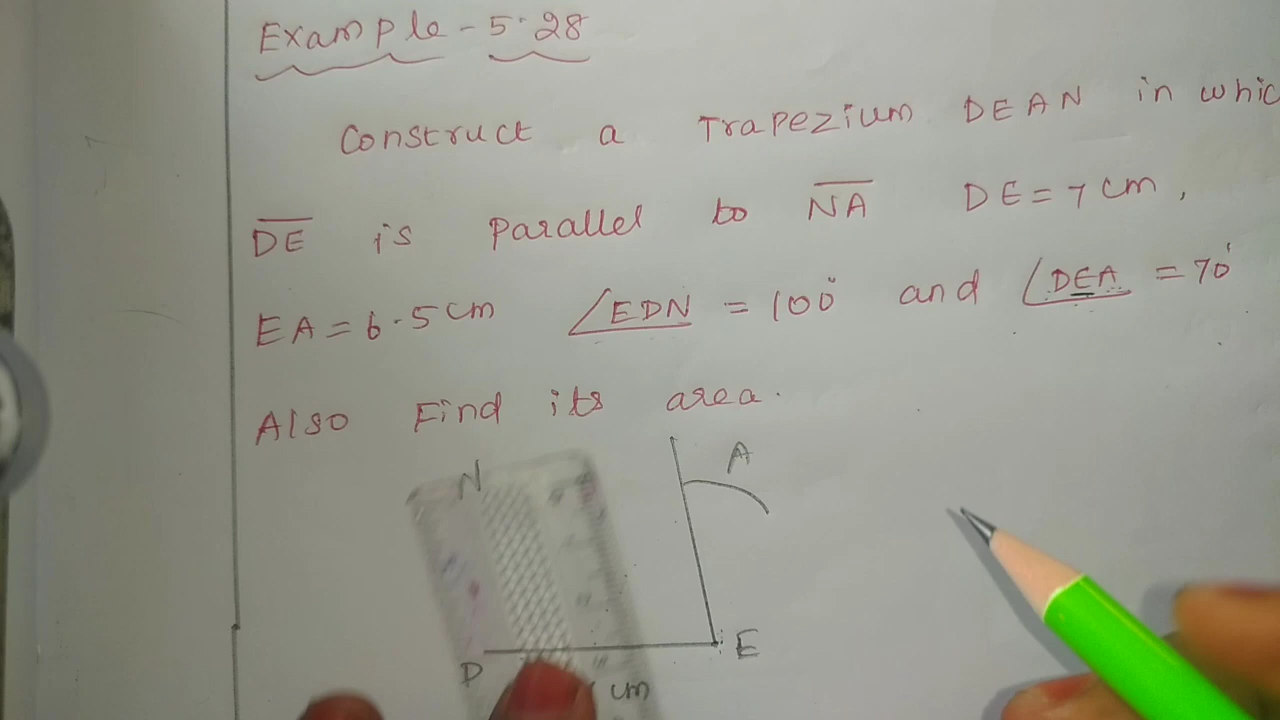 Example - 5.28
Construct a Trapezium DEAN in whic
DE is parallel to NA DE = 7 cm,
EA = 6.5 cm ∠EDN = 100° and ∠DEA = 70°
Also Find its area.
A
N
E
D
cm